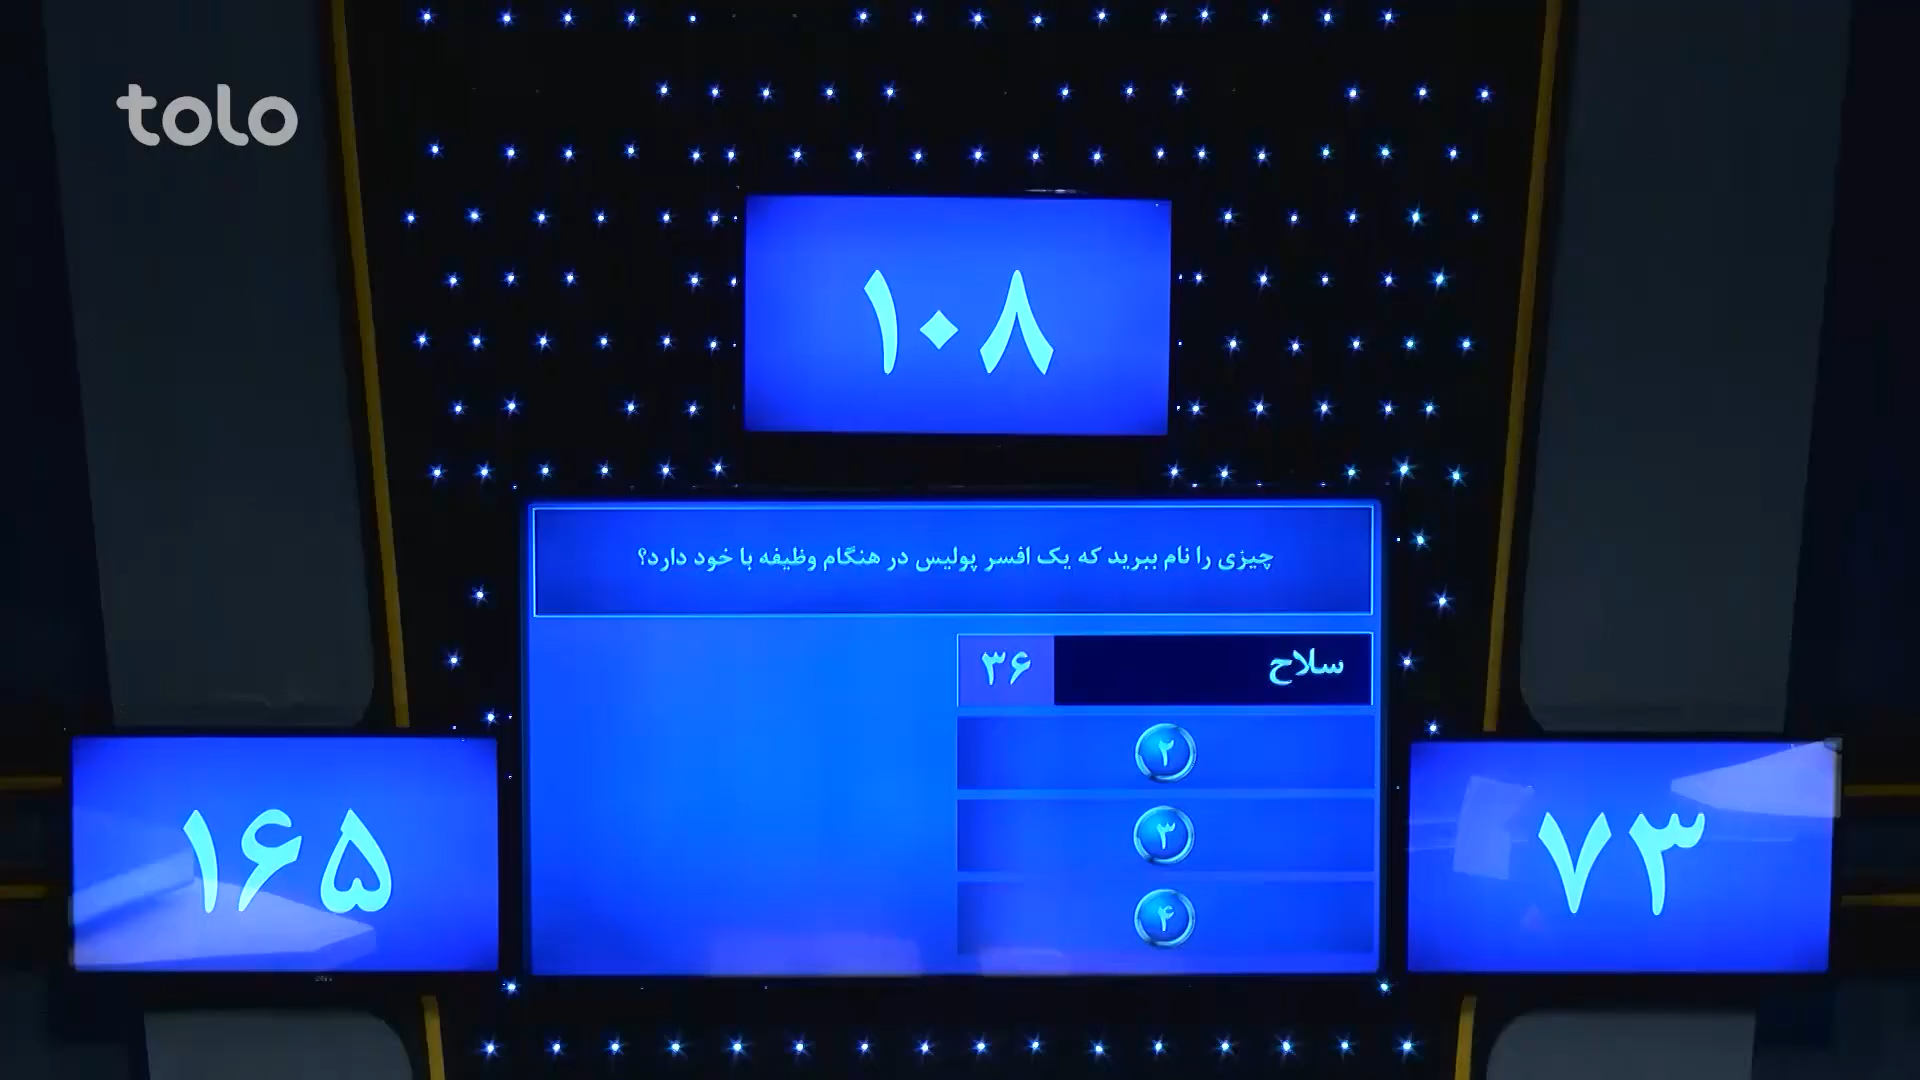 tolo
۱۰۸
چیزی را نام ببرید که یک افسر پولیس در هنگام وظیفه با خود دارد؟
سلاح ۳۶
۲
۳
۴
۱۶۵
۷۳